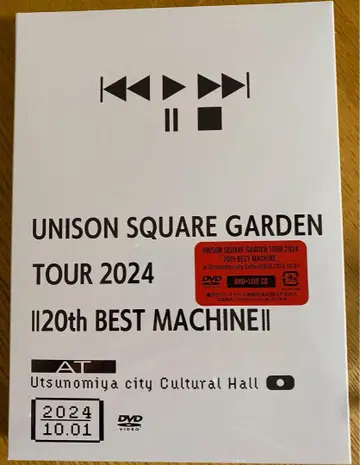 UNISON SQUARE GARDEN
TOUR 2024
||20th BEST MACHINE||
UNISON SQUARE GARDEN TOUR 2024
20th BEST MACHINE
DVD+LIVE CD
AT
Utsunomiya city Cultural Hall
2024
10.01
DVD
VIDEO